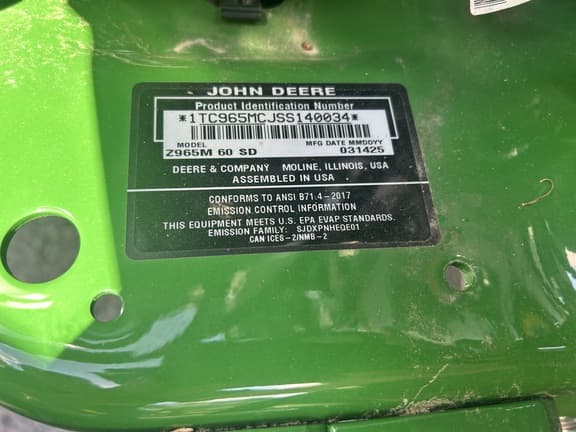 JOHN DEERE
Product Identification Number
*1TC965MCJSS140034*
MFG DATE MMDDYY
Z965M 60 SD 031425
DEERE & COMPANY MOLINE, ILLINOIS, USA
ASSEMBLED IN USA
CONFORMS TO ANSI B71.4-2017
EMISSION CONTROL INFORMATION
THIS EQUIPMENT MEETS U.S. EPA EVAP STANDARDS.
EMISSION FAMILY: SJDXPNHEQE01
CAN ICES-2/NMB-2